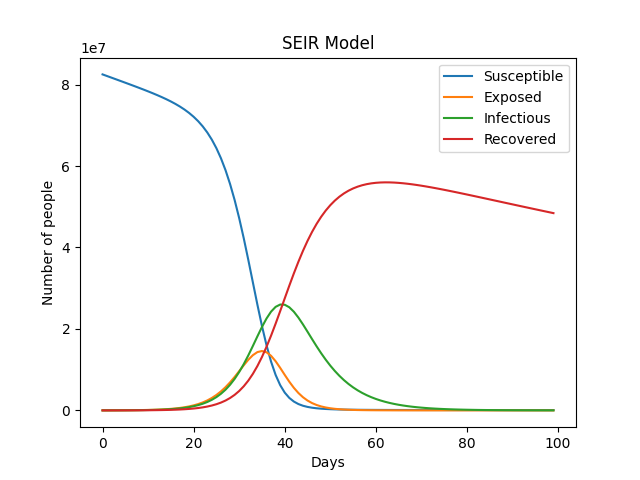 SEIR Model
1e7
Susceptible
Exposed
Infectious
Recovered
8
6
4
2
0
Number of people
0 20 40 60 80 100
Days